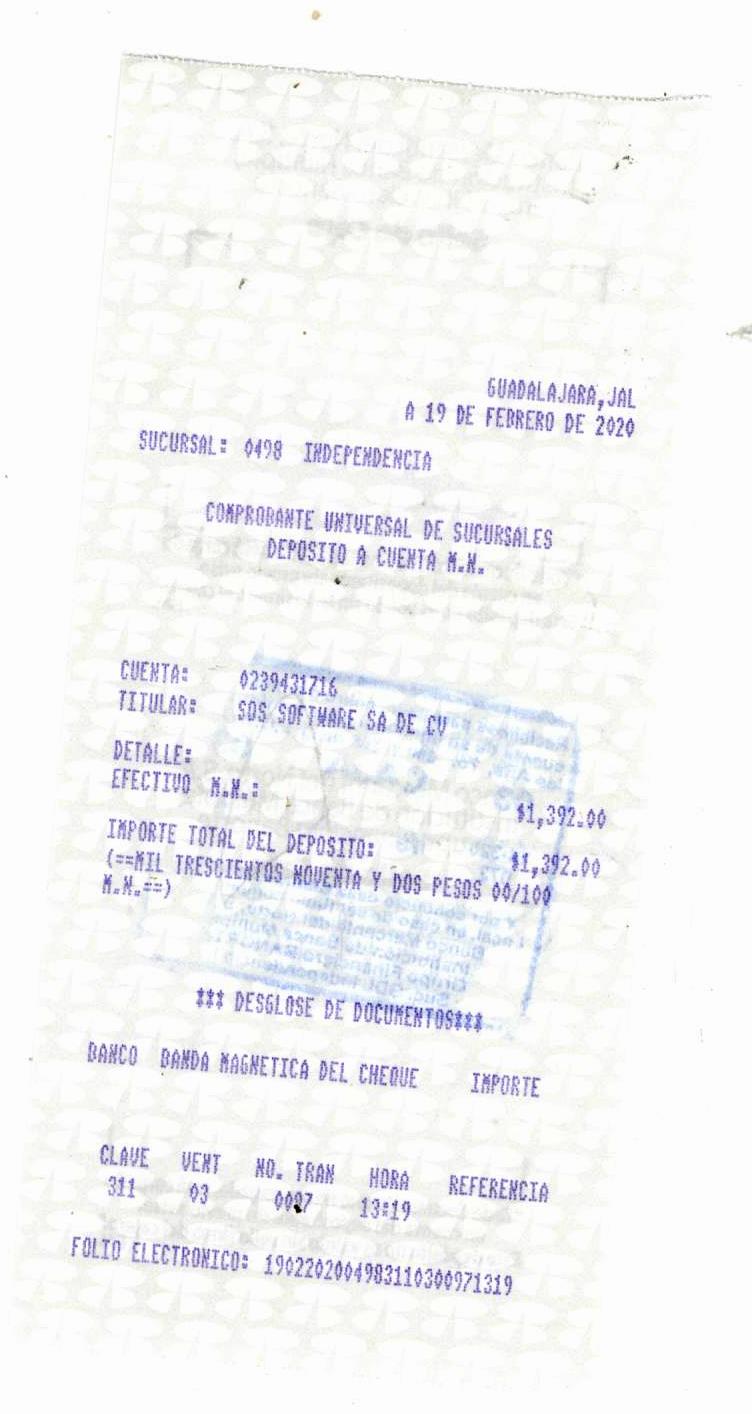 GUADALAJARA,JAL
A 19 DE FEBRERO DE 2020
SUCURSAL: 0498 INDEPENDENCIA
COMPROBANTE UNIVERSAL DE SUCURSALES
DEPOSITO A CUENTA M.N.
CUENTA: 0239431716
TITULAR: SOS SOFTWARE SA DE CV
DETALLE:
EFECTIVO M.N.: $1,392.00
IMPORTE TOTAL DEL DEPOSITO: $1,392.00
(==MIL TRESCIENTOS NOVENTA Y DOS PESOS 00/100
M.N.==)
*** DESGLOSE DE DOCUMENTOS***
BANCO BANDA MAGNETICA DEL CHEQUE IMPORTE
CLAVE VENT NO. TRAN HORA REFERENCIA
311 03 0097 13:19
FOLIO ELECTRONICO: 1902202004983110300971319